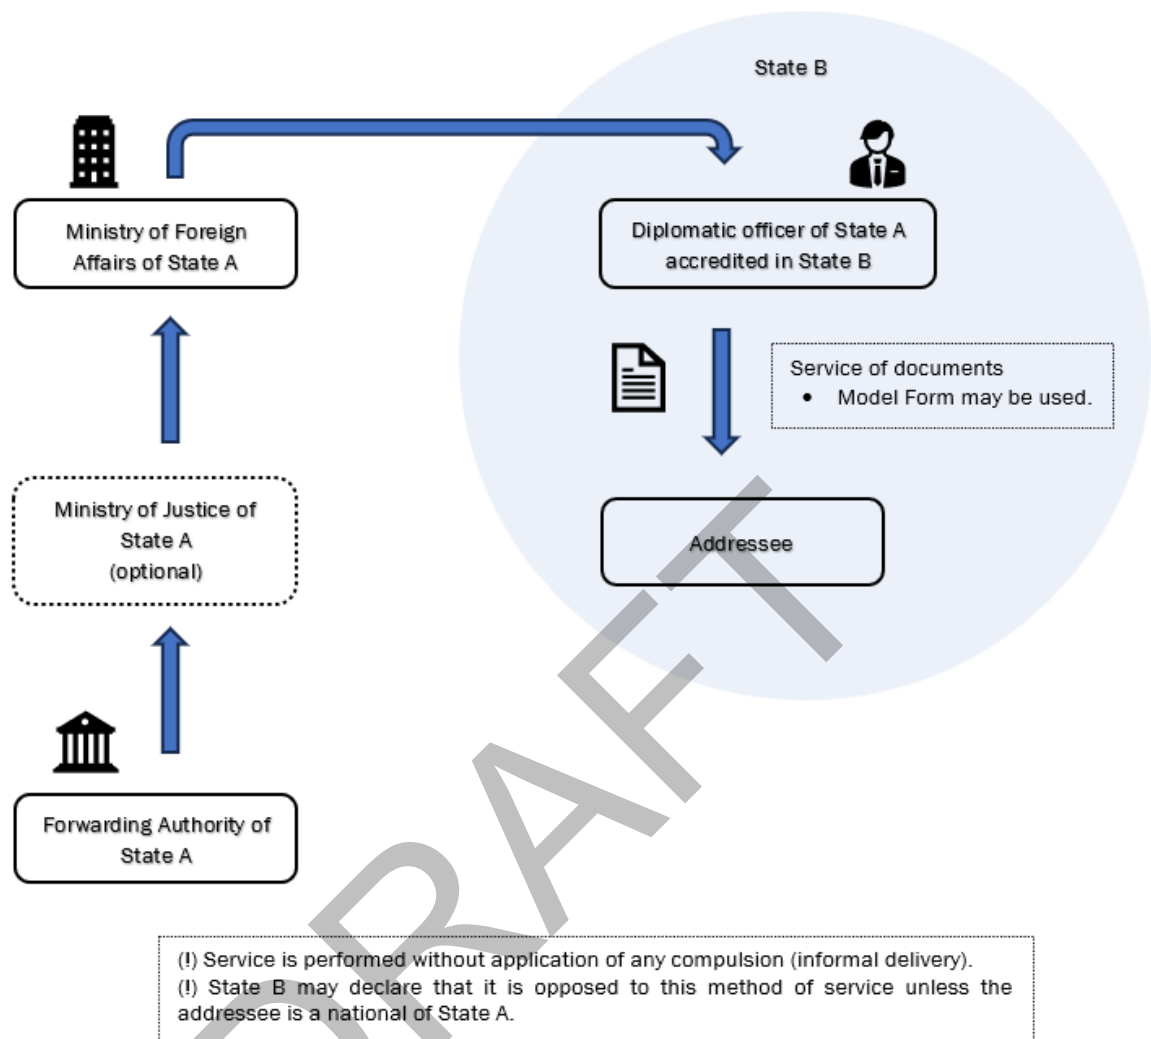 State B
Ministry of Foreign
Affairs of State A
Diplomatic officer of State A
accredited in State B
Service of documents
• Model Form may be used.
Ministry of Justice of
State A
(optional)
Addressee
Forwarding Authority of
State A
(!) Service is performed without application of any compulsion (informal delivery).
(!) State B may declare that it is opposed to this method of service unless the
addressee is a national of State A.
DRAFT